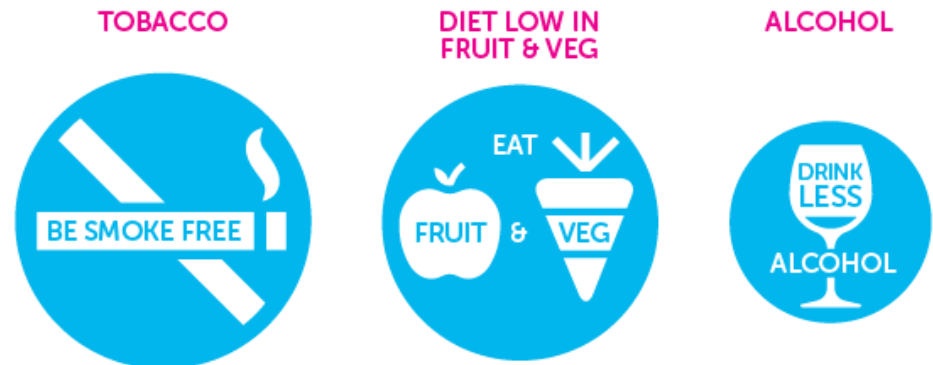 TOBACCO
BE SMOKE FREE
DIET LOW IN
FRUIT & VEG
EAT
FRUIT & VEG
ALCOHOL
DRINK
LESS
ALCOHOL